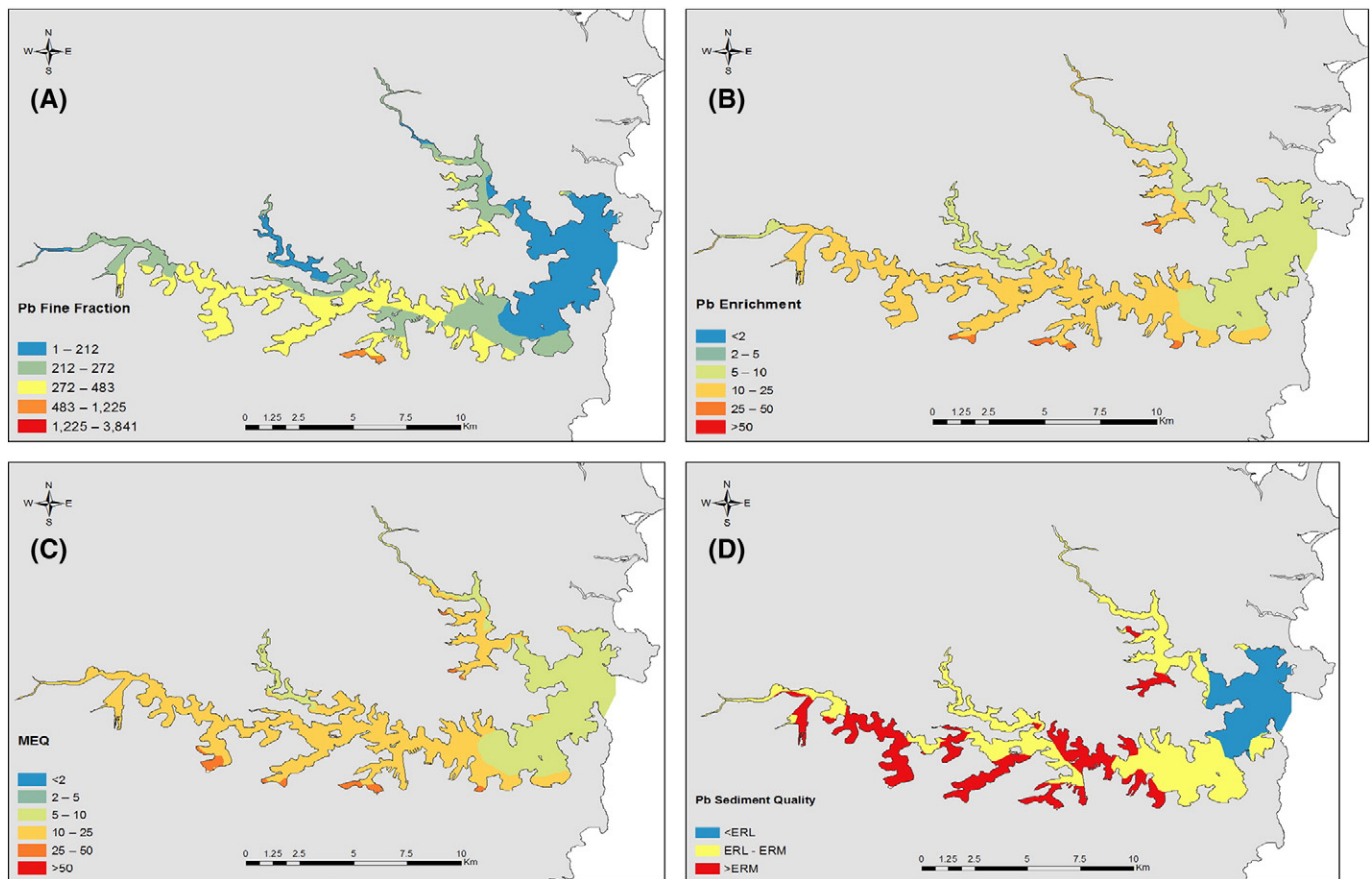 N
W E
S
(A)
Pb Fine Fraction
1 – 212
212 – 272
272 – 483
483 – 1,225
1,225 – 3,841
0 1.25 2.5 5 7.5 10
Km
N
W E
S
(B)
Pb Enrichment
<2
2 – 5
5 – 10
10 – 25
25 – 50
>50
0 1.25 2.5 5 7.5 10
Km
N
W E
S
(C)
MEQ
<2
2 – 5
5 – 10
10 – 25
25 – 50
>50
0 1.25 2.5 5 7.5 10
Km
N
W E
S
(D)
Pb Sediment Quality
<ERL
ERL - ERM
>ERM
0 1.25 2.5 5 7.5 10
Km